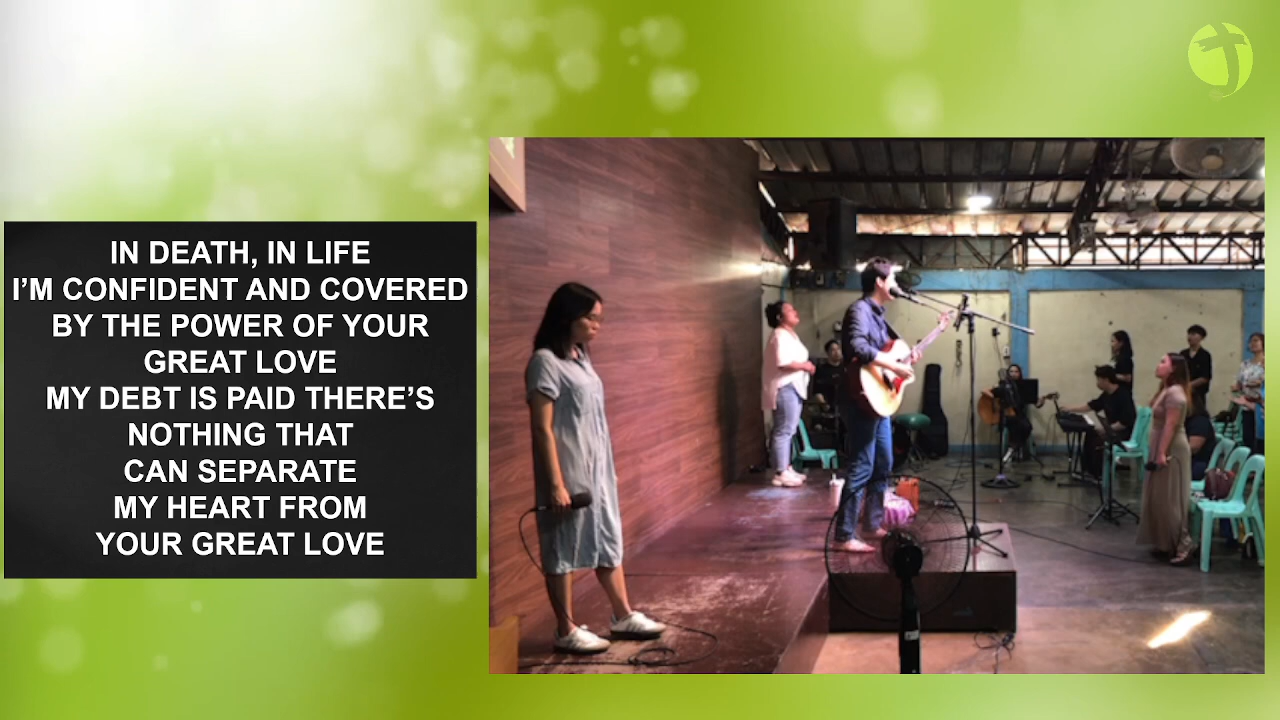 IN DEATH, IN LIFE
I’M CONFIDENT AND COVERED
BY THE POWER OF YOUR
GREAT LOVE
MY DEBT IS PAID THERE’S
NOTHING THAT
CAN SEPARATE
MY HEART FROM
YOUR GREAT LOVE